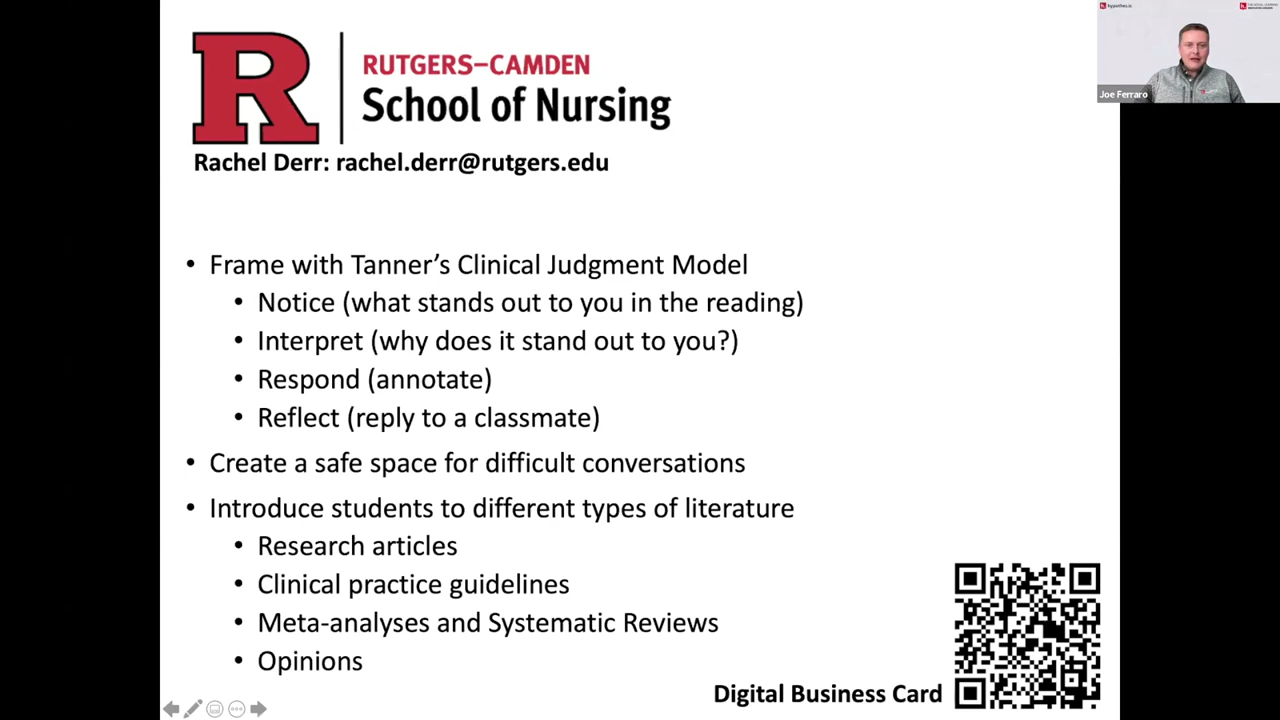 hypothes.is
R
RUTGERS–CAMDEN
School of Nursing
Joe Ferraro
Rachel Derr: rachel.derr@rutgers.edu
• Frame with Tanner’s Clinical Judgment Model
• Notice (what stands out to you in the reading)
• Interpret (why does it stand out to you?)
• Respond (annotate)
• Reflect (reply to a classmate)
• Create a safe space for difficult conversations
• Introduce students to different types of literature
• Research articles
• Clinical practice guidelines
• Meta-analyses and Systematic Reviews
• Opinions
Digital Business Card